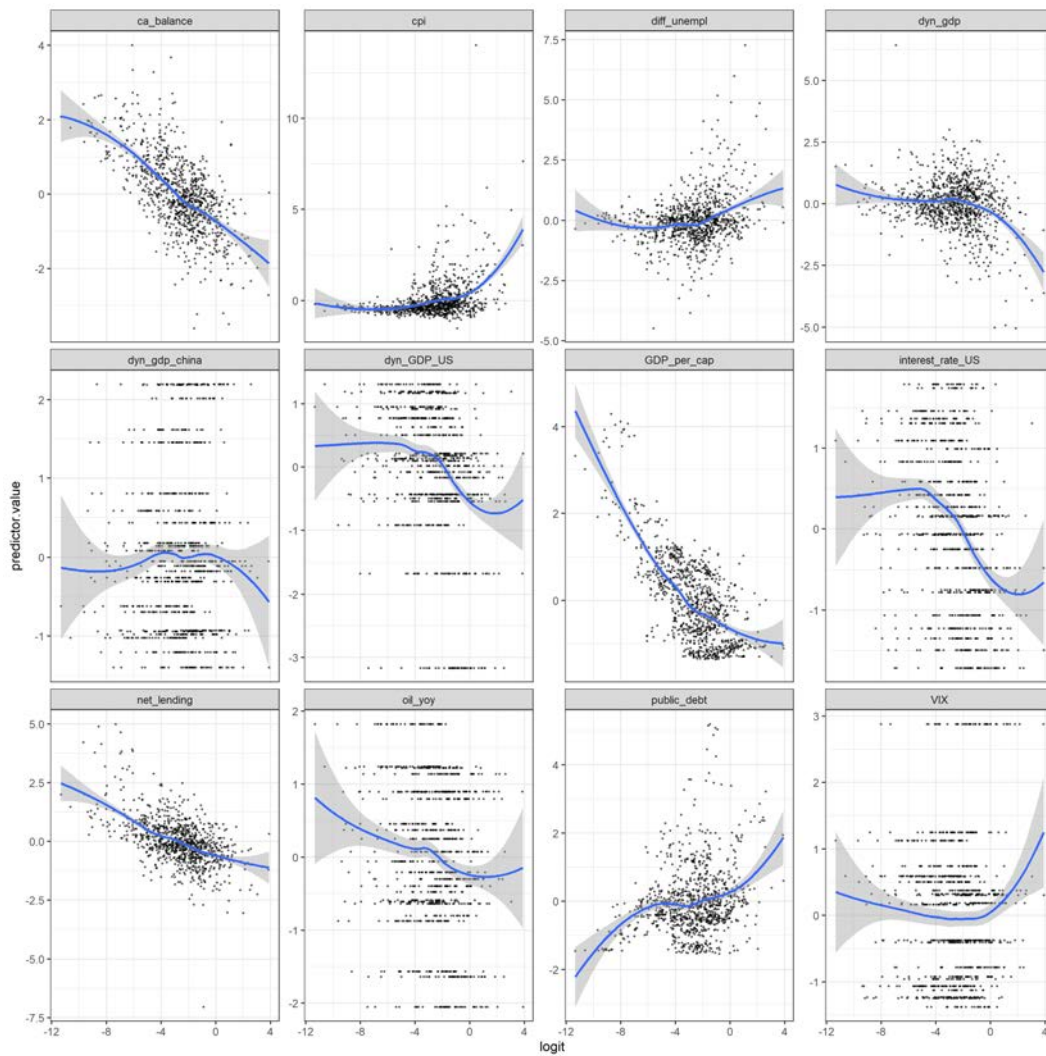 ca_balance cpi diff_unempl dyn_gdp
4 10 7.5 5.0
2 5.0 2.5
0 5 2.5 0.0
-2 0 0.0 -2.5
-2.5 -5.0
-5.0
dyn_gdp_china dyn_GDP_US GDP_per_cap interest_rate_US
predictor.value
2 1 4 1
1 0 2 0
0 -1 0 -1
-1 -2
-3
net_lending oil_yoy public_debt VIX
5.0 2 4 3
2.5 1 2 2
0.0 0 0 1
-2.5 -1 -2 0
-5.0 -2 -1
-7.5
-12 -8 -4 0 4 -12 -8 -4 0 4 -12 -8 -4 0 4 -12 -8 -4 0 4
logit